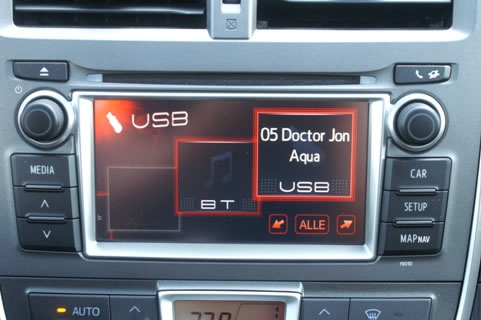 USB
05 Doctor Jon
Aqua
USB
BT
ALLE
MEDIA
CAR
SETUP
MAP NAV
AUTO